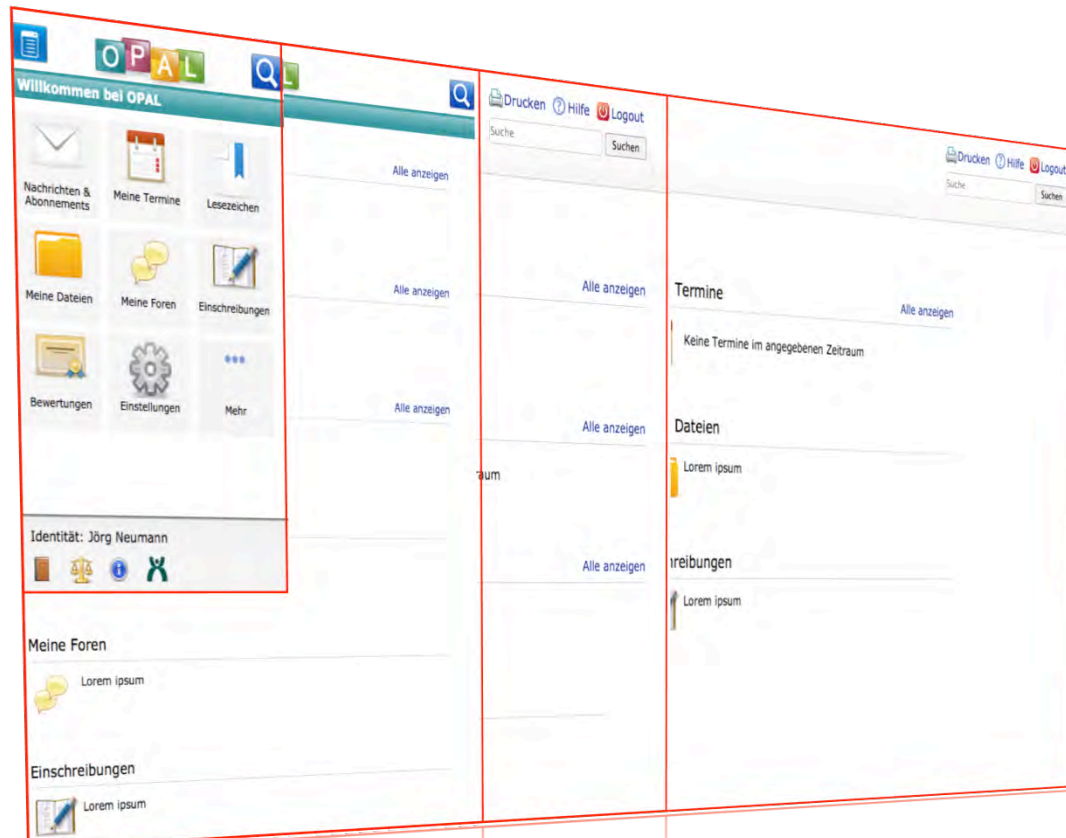 OPAL
L
Willkommen bei OPAL
Nachrichten &
Abonnements
Meine Termine
Lesezeichen
Meine Dateien
Meine Foren
Einschreibungen
Bewertungen
Einstellungen
Mehr
Identität: Jörg Neumann
Alle anzeigen
Alle anzeigen
Alle anzeigen
Meine Foren
Lorem ipsum
Einschreibungen
Lorem ipsum
Drucken Hilfe Logout
Suche Suchen
Alle anzeigen
Alle anzeigen
aum
Alle anzeigen
Drucken Hilfe Logout
Suche Suchen
Termine Alle anzeigen
Keine Termine im angegebenen Zeitraum
Dateien
Lorem ipsum
hreibungen
Lorem ipsum